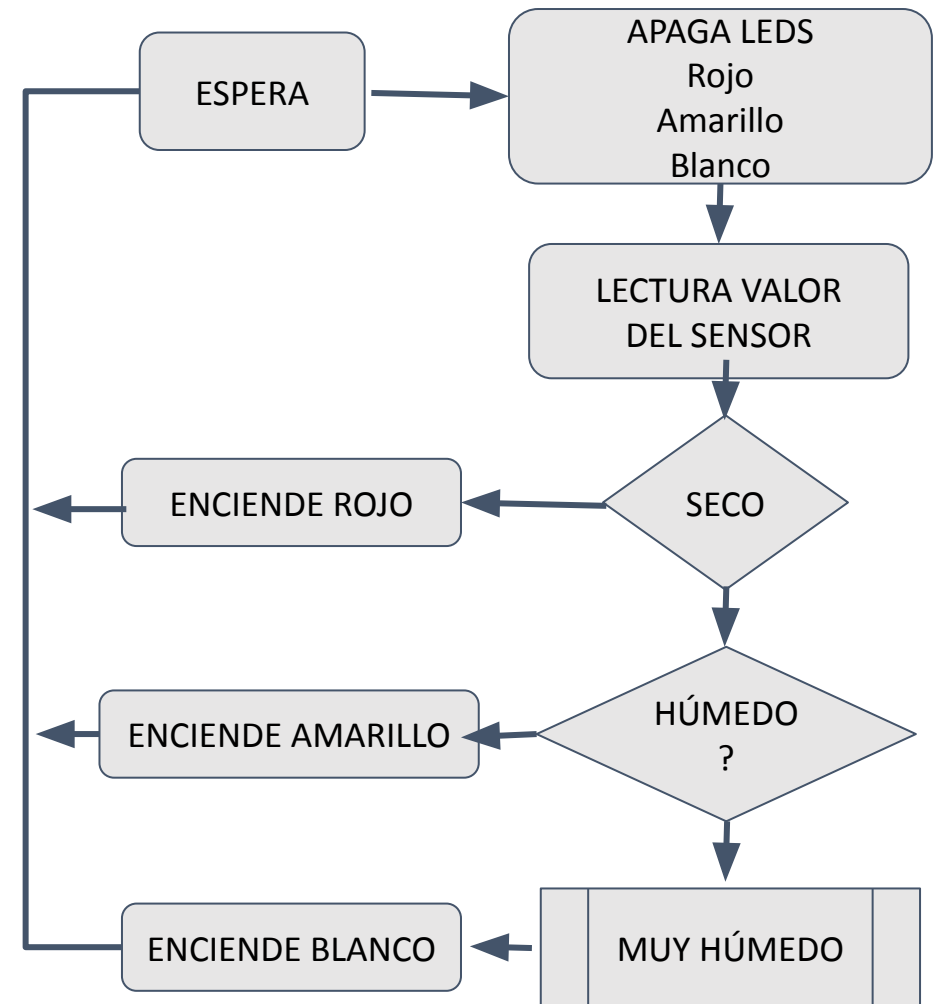 ESPERA
APAGA LEDS
Rojo
Amarillo
Blanco
LECTURA VALOR
DEL SENSOR
ENCIENDE ROJO
SECO
ENCIENDE AMARILLO
HÚMEDO
?
ENCIENDE BLANCO
MUY HÚMEDO